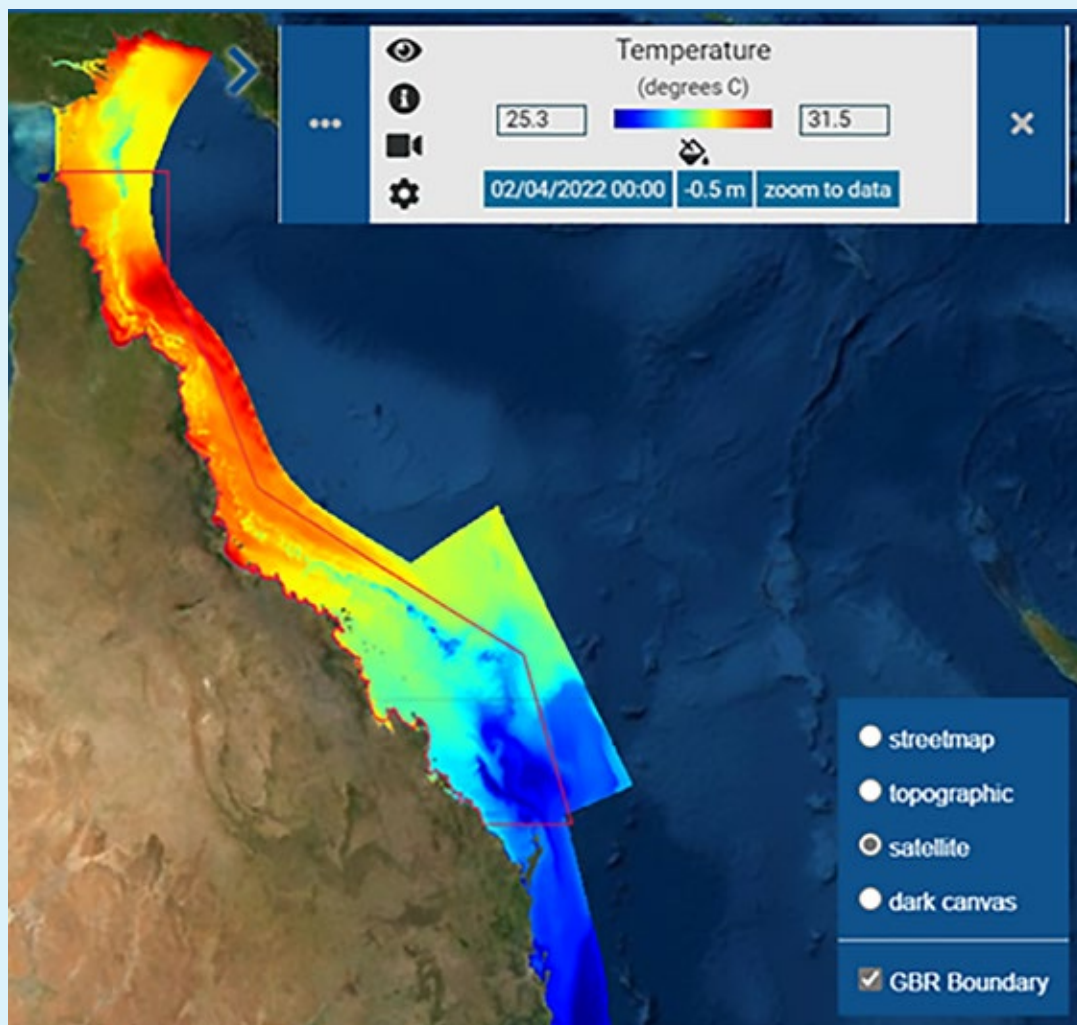 Temperature
(degrees C)
25.3 31.5
02/04/2022 00:00 -0.5 m zoom to data
streetmap
topographic
satellite
dark canvas
GBR Boundary